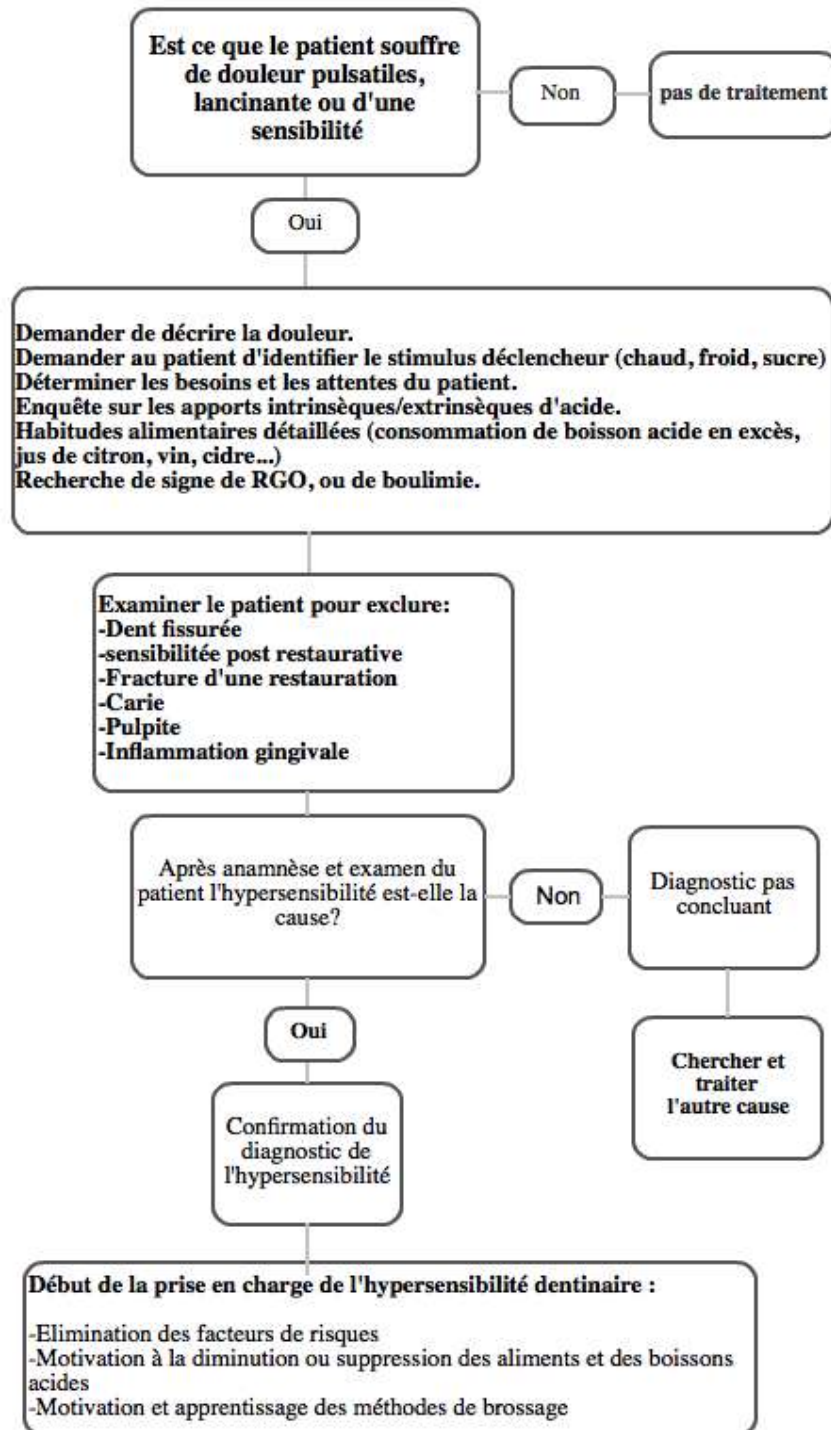 Est ce que le patient souffre
de douleur pulsatiles,
lancinante ou d'une
sensibilité
Non
pas de traitement
Oui
Demander de décrire la douleur.
Demander au patient d'identifier le stimulus déclencheur (chaud, froid, sucre)
Déterminer les besoins et les attentes du patient.
Enquête sur les apports intrinsèques/extrinsèques d'acide.
Habitudes alimentaires détaillées (consommation de boisson acide en excès,
jus de citron, vin, cidre...)
Recherche de signe de RGO, ou de boulimie.
Examiner le patient pour exclure:
-Dent fissurée
-sensibilitée post restaurative
-Fracture d'une restauration
-Carie
-Pulpite
-Inflammation gingivale
Après anamnèse et examen du
patient l'hypersensibilité est-elle la
cause?
Non
Diagnostic pas
concluant
Oui
Chercher et
traiter
l'autre cause
Confirmation du
diagnostic de
l'hypersensibilité
Début de la prise en charge de l'hypersensibilité dentinaire :
-Elimination des facteurs de risques
-Motivation à la diminution ou suppression des aliments et des boissons
acides
-Motivation et apprentissage des méthodes de brossage